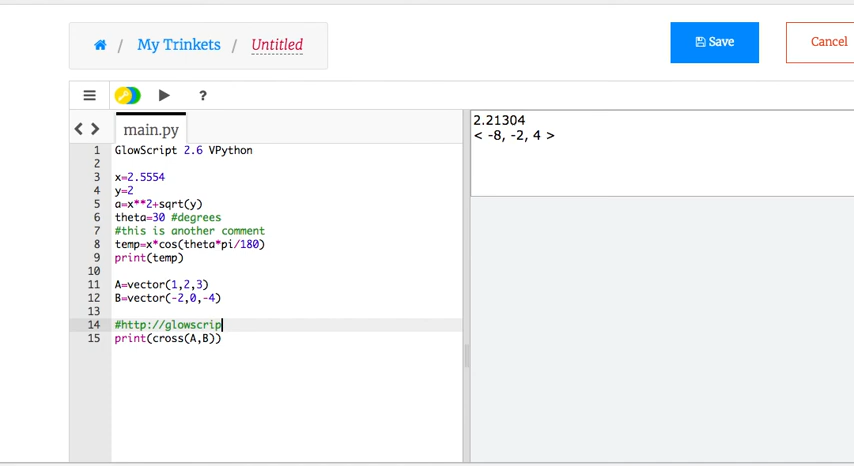 / My Trinkets / Untitled
Save
Cancel
?
main.py
1 GlowScript 2.6 VPython
2
3 x=2.5554
4 y=2
5 a=x**2+sqrt(y)
6 theta=30 #degrees
7 #this is another comment
8 temp=x*cos(theta*pi/180)
9 print(temp)
10
11 A=vector(1,2,3)
12 B=vector(-2,0,-4)
13
14 #http://glowscrip
15 print(cross(A,B))
2.21304
< -8, -2, 4 >